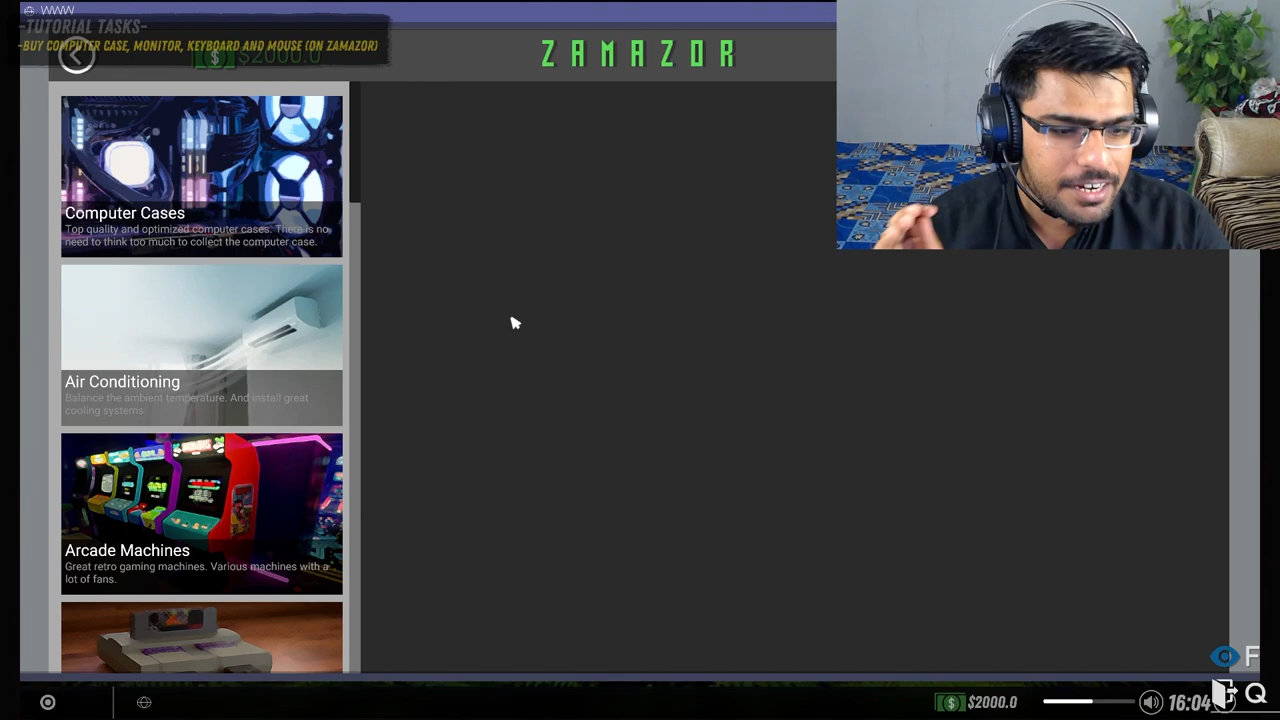 WWW
-TUTORIAL TASKS-
-BUY COMPUTER CASE, MONITOR, KEYBOARD AND MOUSE (ON ZAMAZOR)
$2000.0
ZAMAZOR
Computer Cases
Top quality and optimized computer cases. There is no
need to think too much to collect the computer case.
Air Conditioning
Balance the ambient temperature. And install great
cooling systems
Arcade Machines
Great retro gaming machines. Various machines with a
lot of fans.
F
$2000.0
16:04
Q